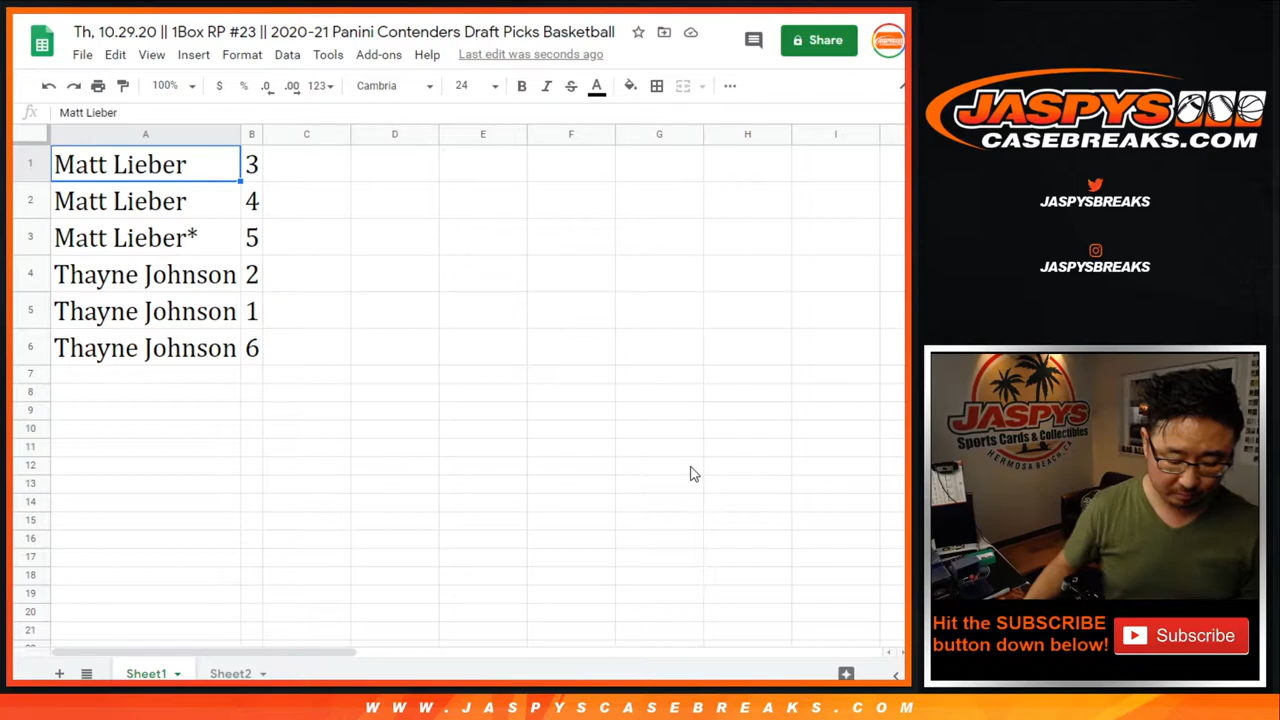 Th, 10.29.20 || 1Box RP #23 || 2020-21 Panini Contenders Draft Picks Basketball
File Edit View Insert Format Data Tools Add-ons Help Last edit was seconds ago
Share
100% $ % .0 .00 123 Cambria 24 B I S A
fx Matt Lieber
A B C D E F G H I
1 Matt Lieber 3
2 Matt Lieber 4
3 Matt Lieber* 5
4 Thayne Johnson 2
5 Thayne Johnson 1
6 Thayne Johnson 6
7
8
9
10
11
12
13
14
15
16
17
18
19
20
21
Sheet1 Sheet2
JASPYS
CASEBREAKS.COM
JASPYSBREAKS
JASPYSBREAKS
JASPYS
Sports Cards & Collectibles
HERMOSA BEACH, CA
Hit the SUBSCRIBE
button down below!
Subscribe
WWW.JASPYSCASEBREAKS.COM